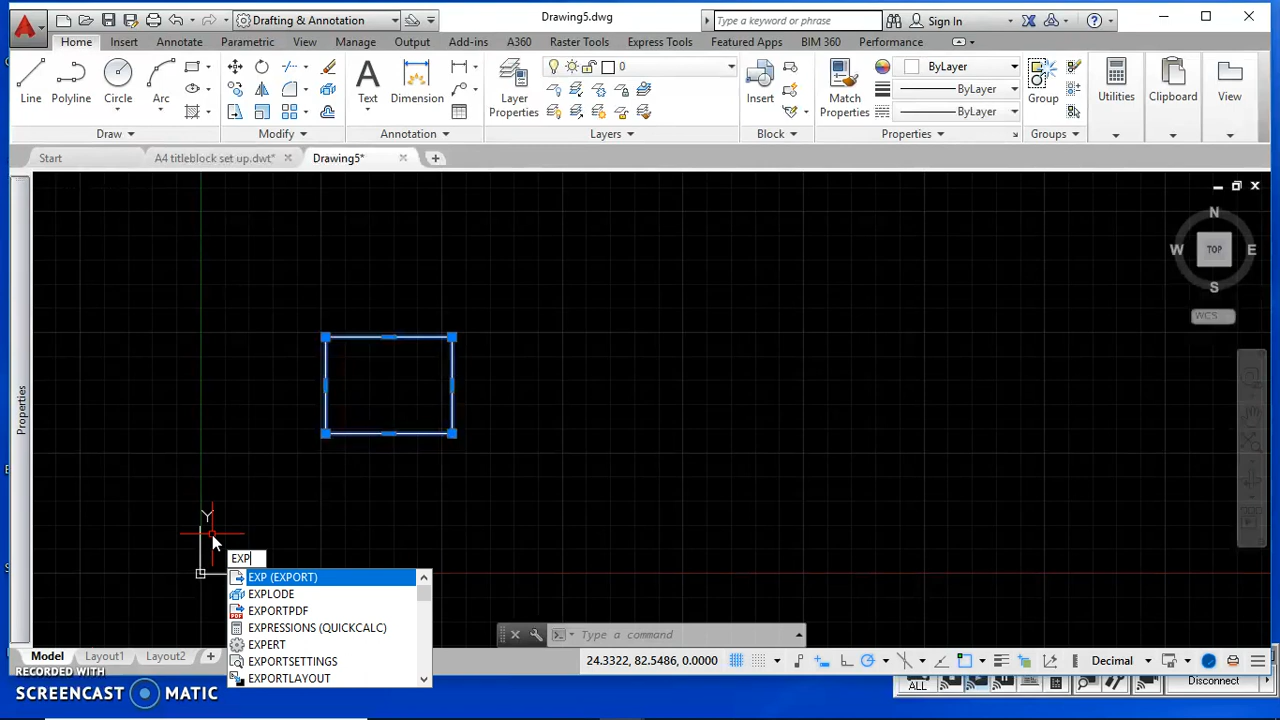 Drafting & Annotation
Drawing5.dwg
Type a keyword or phrase
Sign In
Home
Insert
Annotate
Parametric
View
Manage
Output
Add-ins
A360
Raster Tools
Express Tools
Featured Apps
BIM 360
Performance
Line
Polyline
Circle
Arc
Text
Dimension
Layer
Properties
0
Insert
Match
Properties
ByLayer
ByLayer
ByLayer
Group
Utilities
Clipboard
View
Draw
Modify
Annotation
Layers
Block
Properties
Groups
Start
A4 titleblock set up.dwt*
Drawing5*
Properties
N
W
TOP
E
S
WCS
Y
EXP
EXP (EXPORT)
EXPLODE
EXPORTPDF
EXPRESSIONS (QUICKCALC)
EXPERT
EXPORTSETTINGS
EXPORTLAYOUT
Type a command
Model
Layout1
Layout2
24.3322, 82.5486, 0.0000
Decimal
RECORDED WITH
SCREENCAST MATIC
ALL
Disconnect